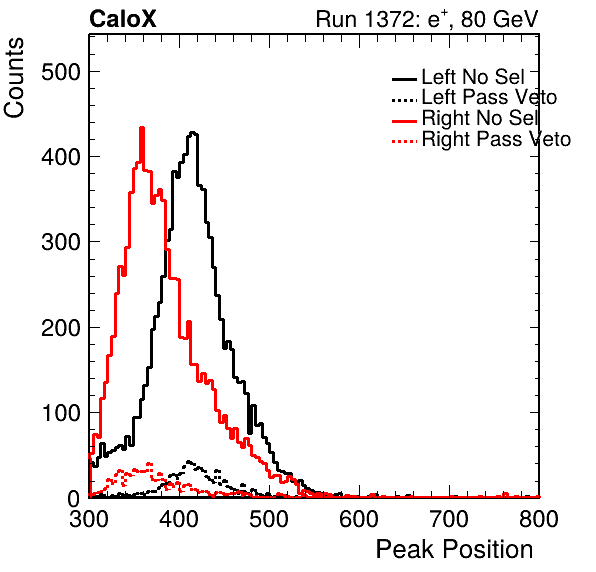 CaloX Run 1372: e+, 80 GeV
Counts
500
400
300
200
100
0
Left No Sel
Left Pass Veto
Right No Sel
Right Pass Veto
300 400 500 600 700 800
Peak Position